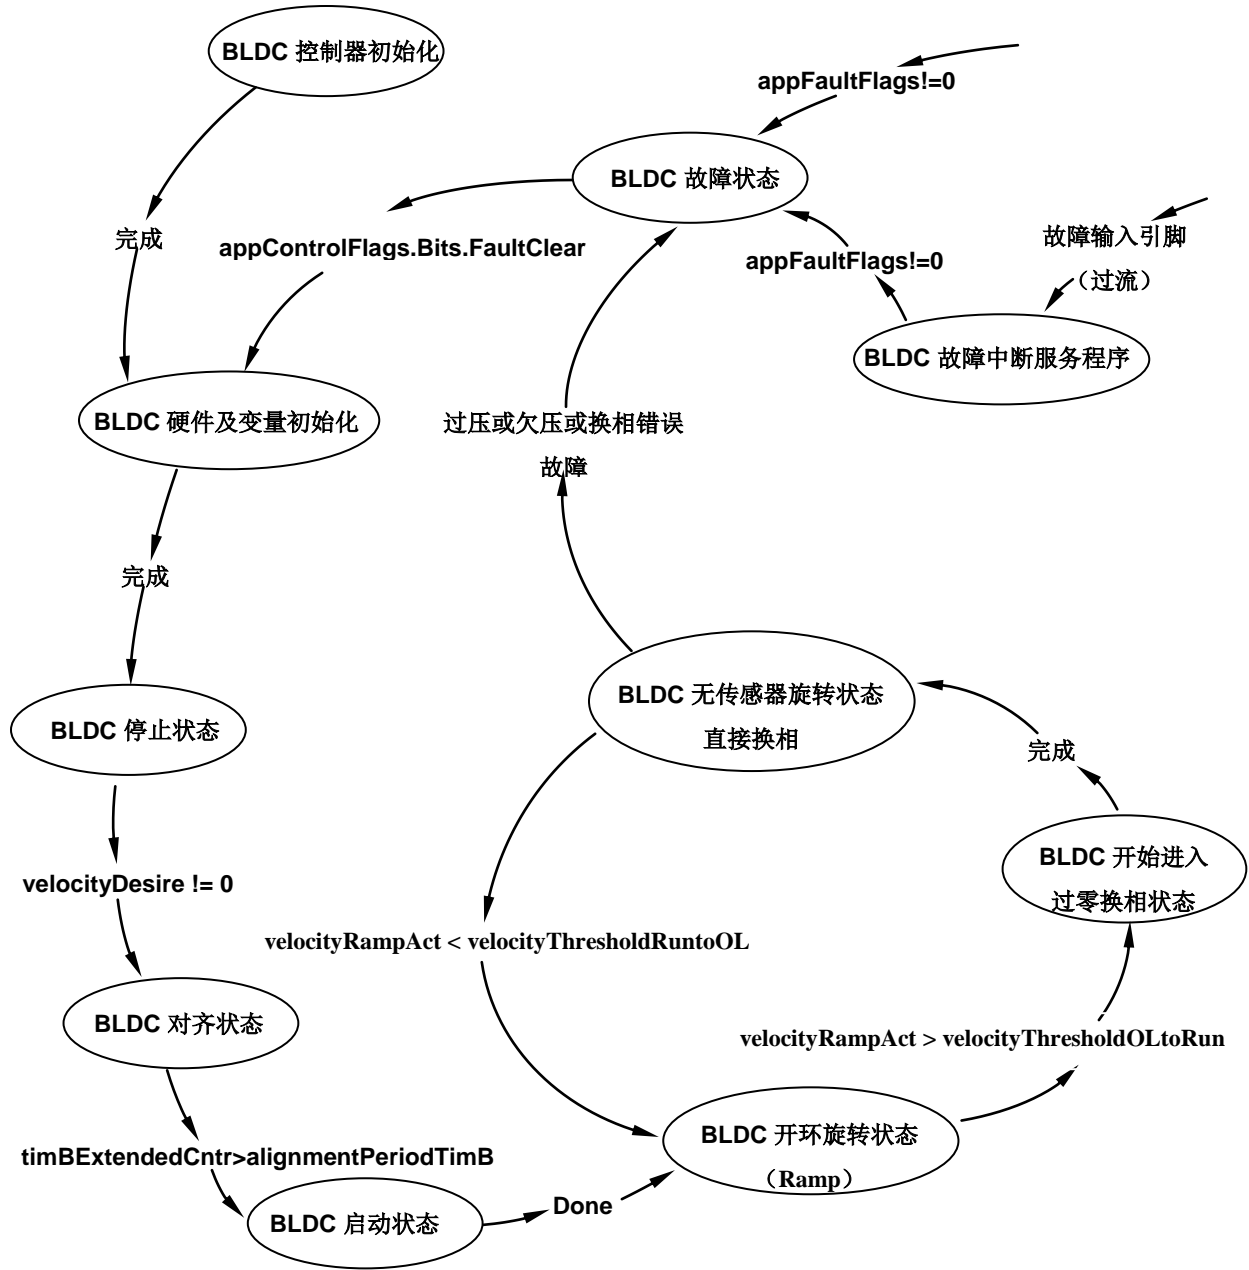 BLDC 控制器初始化
appFaultFlags!=0
BLDC 故障状态
完成
appControlFlags.Bits.FaultClear
appFaultFlags!=0
故障输入引脚
（过流）
BLDC 故障中断服务程序
BLDC 硬件及变量初始化
过压或欠压或换相错误
故障
完成
BLDC 无传感器旋转状态
直接换相
BLDC 停止状态
完成
BLDC 开始进入
过零换相状态
velocityDesire != 0
velocityRampAct < velocityThresholdRuntoOL
BLDC 对齐状态
velocityRampAct > velocityThresholdOLtoRun
BLDC 开环旋转状态
（Ramp）
timBExtendedCntr>alignmentPeriodTimB
Done
BLDC 启动状态